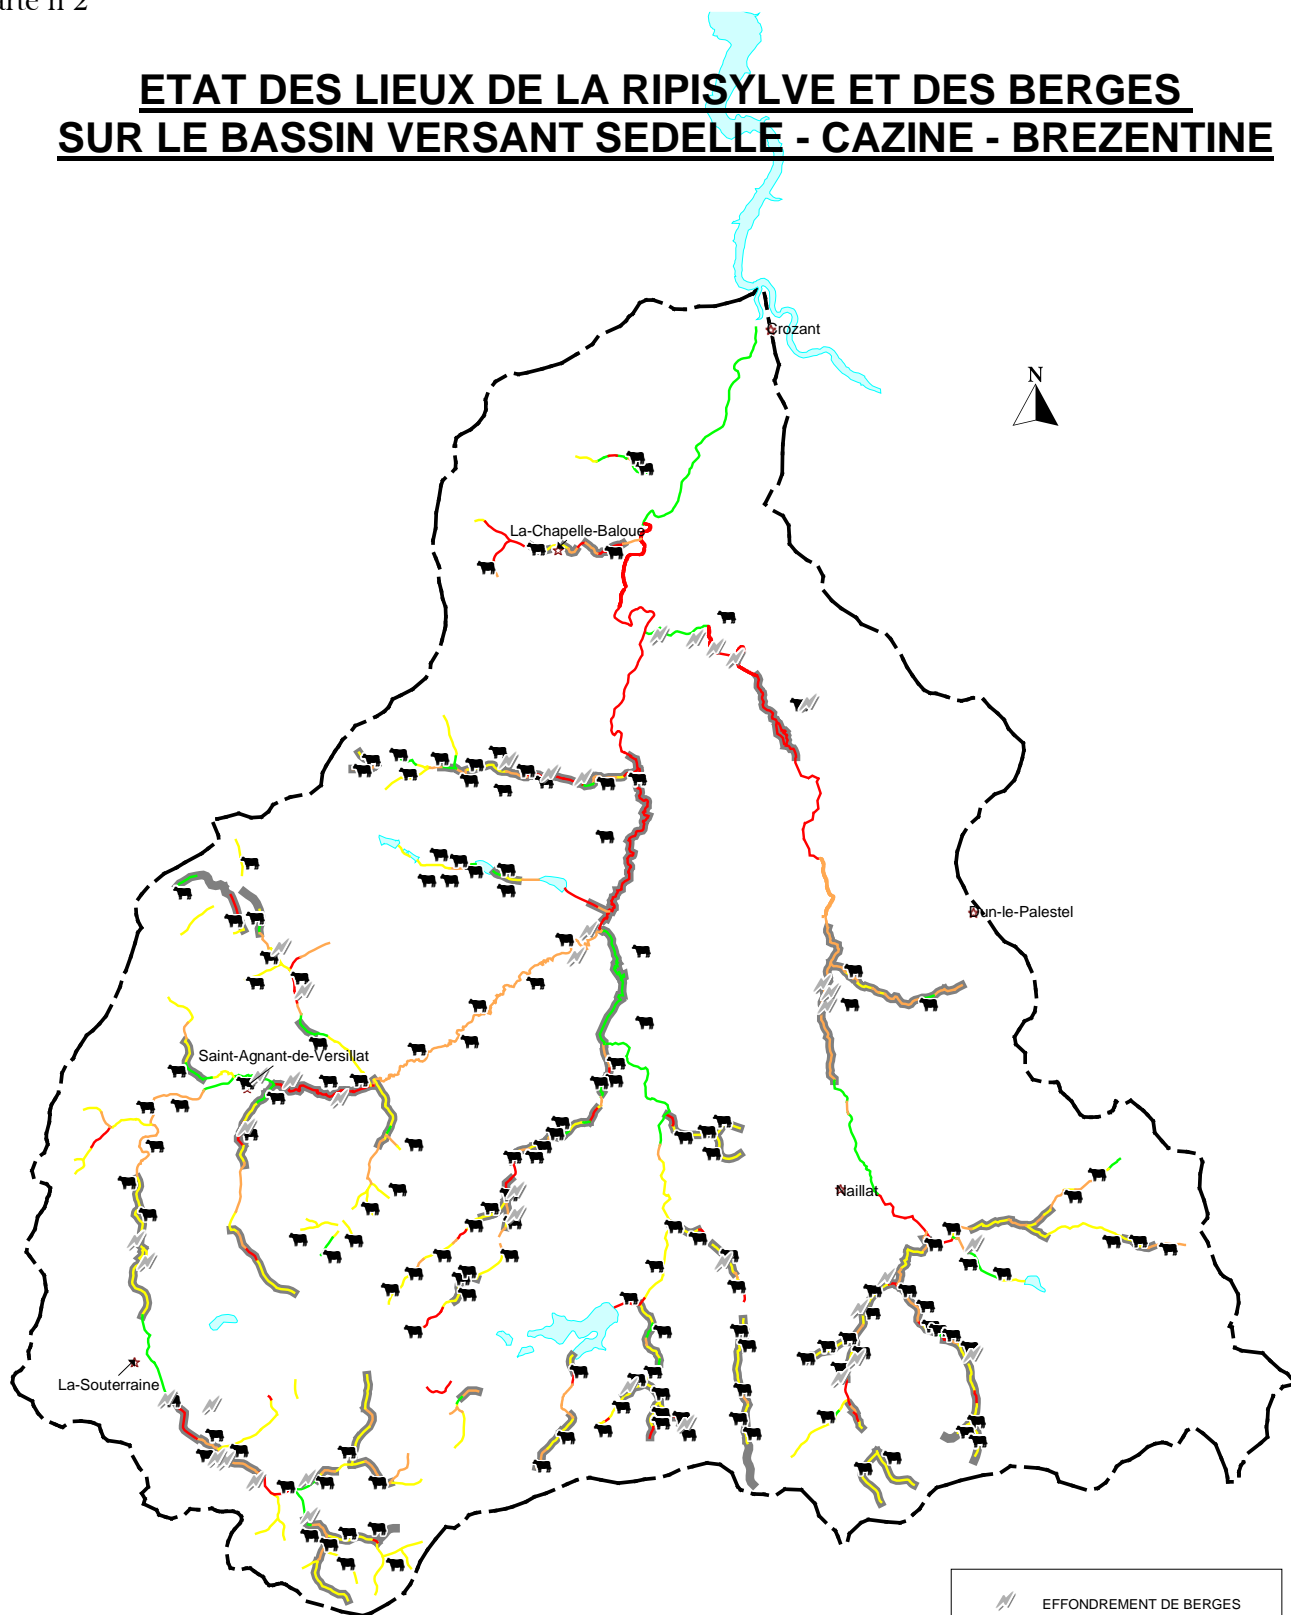 n°2
ETAT DES LIEUX DE LA RIPISYLVE ET DES BERGES
SUR LE BASSIN VERSANT SEDELLE - CAZINE - BREZENTINE
Crozant
N
La-Chapelle-Baloue
Dun-le-Palestel
Saint-Agnant-de-Versillat
Naillat
La-Souterraine
EFFONDREMENT DE BERGES